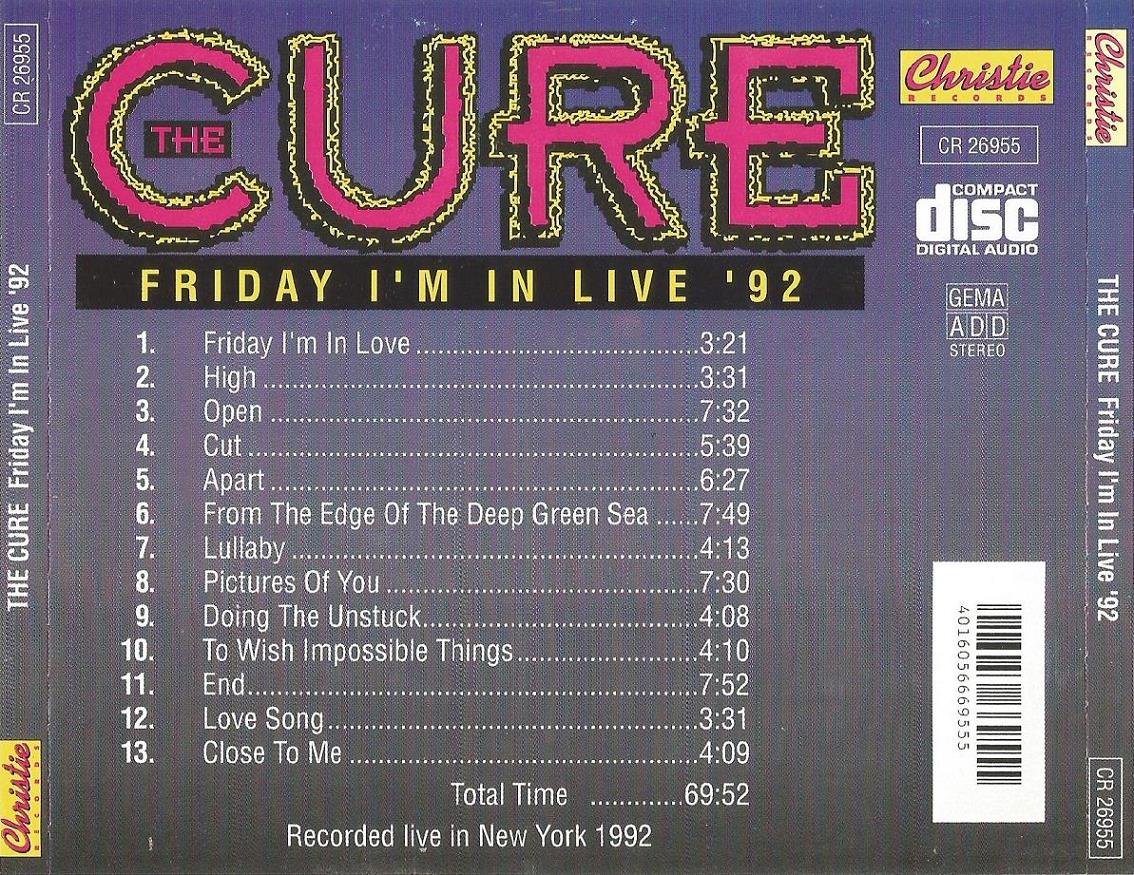 CR 26955
THE CURE Friday I'm In Live '92
Christie
RECORDS
THE
CURE
FRIDAY I'M IN LIVE '92
1. Friday I'm In Love ........................................3:21
2. High ..............................................................3:31
3. Open .............................................................7:32
4. Cut ................................................................5:39
5. Apart .............................................................6:27
6. From The Edge Of The Deep Green Sea ......7:49
7. Lullaby ..........................................................4:13
8. Pictures Of You .............................................7:30
9. Doing The Unstuck.......................................4:08
10. To Wish Impossible Things..........................4:10
11. End................................................................7:52
12. Love Song.....................................................3:31
13. Close To Me ..................................................4:09
Total Time .............69:52
Recorded live in New York 1992
Christie
RECORDS
CR 26955
COMPACT
disc
DIGITAL AUDIO
GEMA
ADD
STEREO
4016056669555
Christie
RECORDS
THE CURE Friday I'm In Live '92
CR 26955